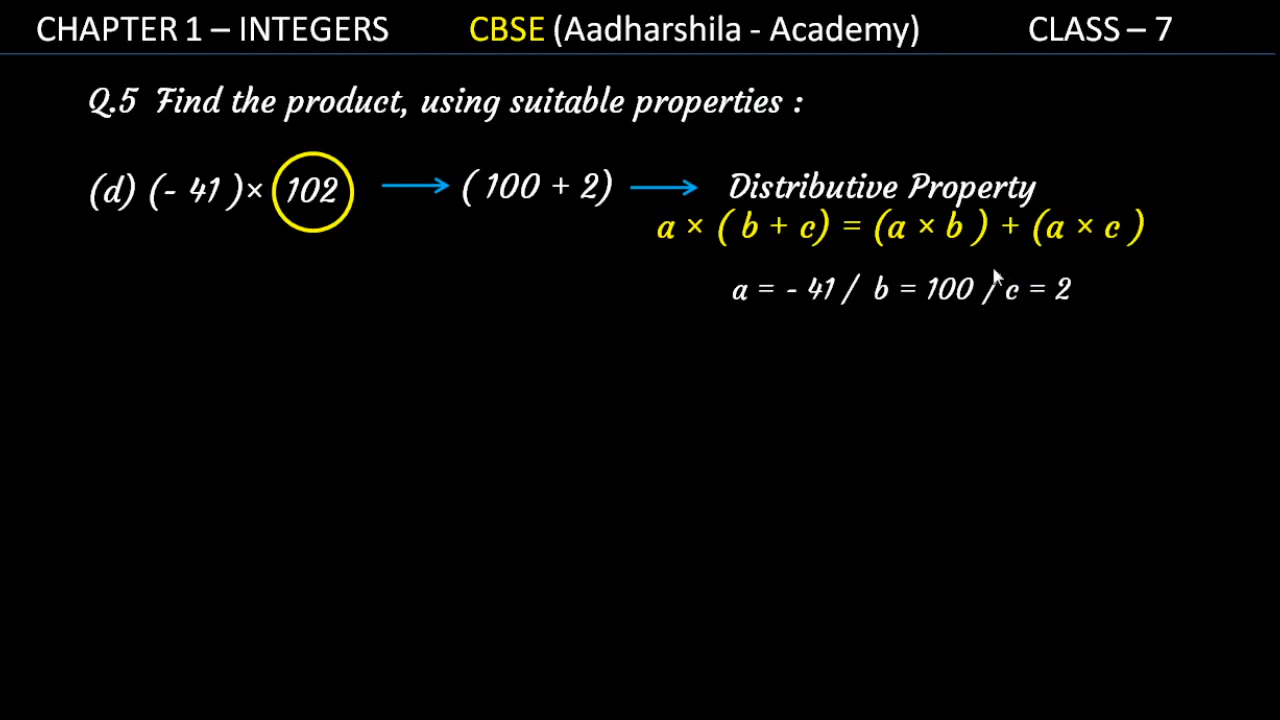 CHAPTER 1 – INTEGERS CBSE (Aadharshila - Academy) CLASS – 7
Q.5 Find the product, using suitable properties :
(d) (- 41 )× 102 → ( 100 + 2) → Distributive Property
a × ( b + c) = (a × b ) + (a × c )
a = - 41 / b = 100 / c = 2